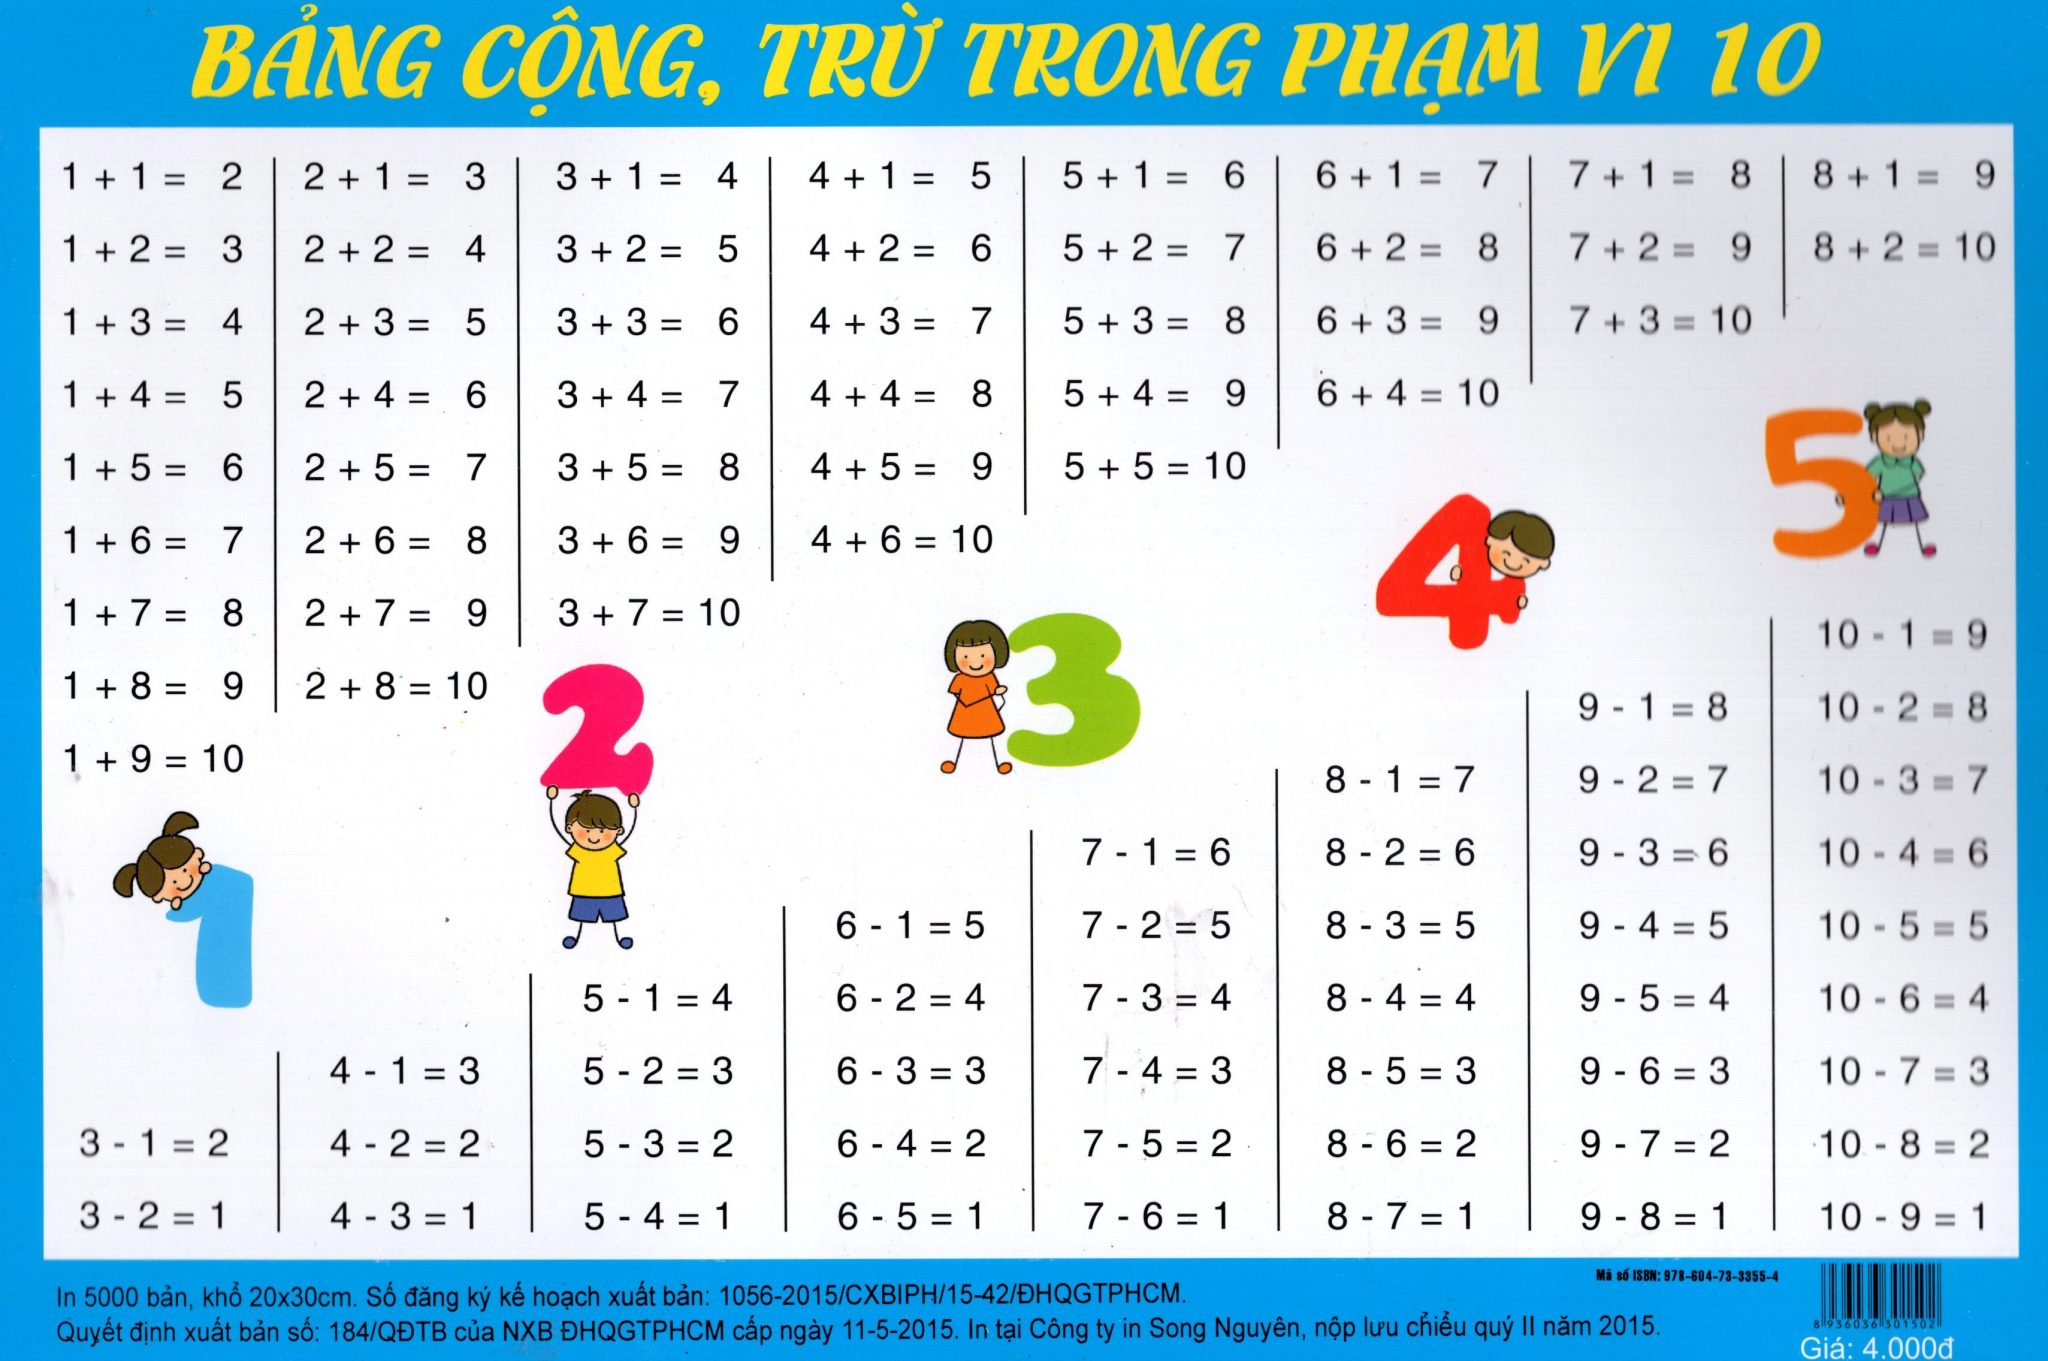 BẢNG CỘNG, TRỪ TRONG PHẠM VI 10
1 + 1 = 2 2 + 1 = 3 3 + 1 = 4 4 + 1 = 5 5 + 1 = 6 6 + 1 = 7 7 + 1 = 8 8 + 1 = 9
1 + 2 = 3 2 + 2 = 4 3 + 2 = 5 4 + 2 = 6 5 + 2 = 7 6 + 2 = 8 7 + 2 = 9 8 + 2 = 10
1 + 3 = 4 2 + 3 = 5 3 + 3 = 6 4 + 3 = 7 5 + 3 = 8 6 + 3 = 9 7 + 3 = 10
1 + 4 = 5 2 + 4 = 6 3 + 4 = 7 4 + 4 = 8 5 + 4 = 9 6 + 4 = 10
1 + 5 = 6 2 + 5 = 7 3 + 5 = 8 4 + 5 = 9 5 + 5 = 10
1 + 6 = 7 2 + 6 = 8 3 + 6 = 9 4 + 6 = 10
1 + 7 = 8 2 + 7 = 9 3 + 7 = 10
1 + 8 = 9 2 + 8 = 10
1 + 9 = 10
1
2
3
4
5
10 - 1 = 9
9 - 1 = 8 10 - 2 = 8
8 - 1 = 7 9 - 2 = 7 10 - 3 = 7
7 - 1 = 6 8 - 2 = 6 9 - 3 = 6 10 - 4 = 6
6 - 1 = 5 7 - 2 = 5 8 - 3 = 5 9 - 4 = 5 10 - 5 = 5
5 - 1 = 4 6 - 2 = 4 7 - 3 = 4 8 - 4 = 4 9 - 5 = 4 10 - 6 = 4
4 - 1 = 3 5 - 2 = 3 6 - 3 = 3 7 - 4 = 3 8 - 5 = 3 9 - 6 = 3 10 - 7 = 3
3 - 1 = 2 4 - 2 = 2 5 - 3 = 2 6 - 4 = 2 7 - 5 = 2 8 - 6 = 2 9 - 7 = 2 10 - 8 = 2
3 - 2 = 1 4 - 3 = 1 5 - 4 = 1 6 - 5 = 1 7 - 6 = 1 8 - 7 = 1 9 - 8 = 1 10 - 9 = 1
In 5000 bản, khổ 20x30cm. Số đăng ký kế hoạch xuất bản: 1056-2015/CXBIPH/15-42/ĐHQGTPHCM.
Quyết định xuất bản số: 184/QĐTB của NXB ĐHQGTPHCM cấp ngày 11-5-2015. In tại Công ty in Song Nguyên, nộp lưu chiểu quý II năm 2015.
Mã số ISBN: 978-604-73-3355-4
8 936036 301502
Giá: 4.000đ